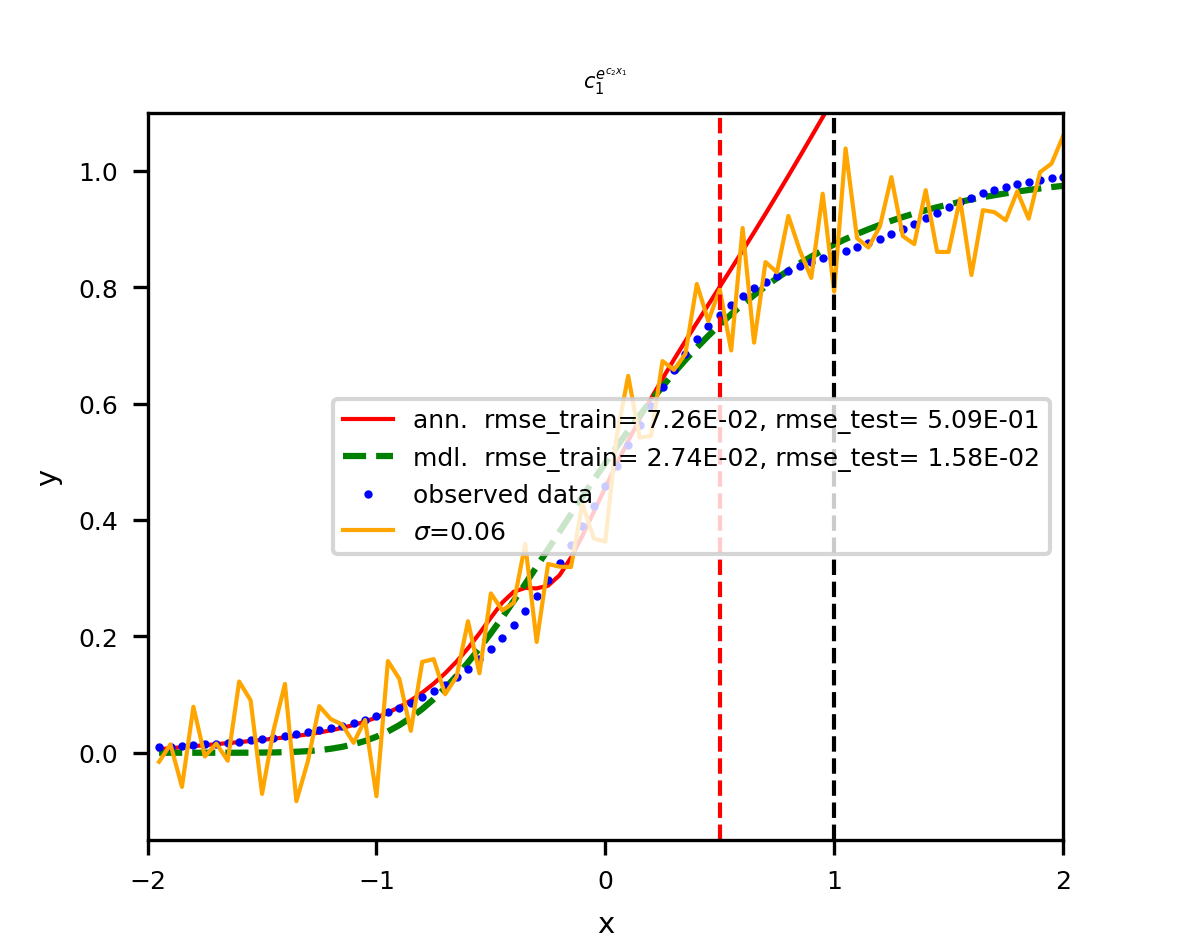 c₁^{e^{c₂x₁}}
1.0
0.8
0.6
0.4
0.2
0.0
y
ann.  rmse_train= 7.26E-02, rmse_test= 5.09E-01
mdl.  rmse_train= 2.74E-02, rmse_test= 1.58E-02
observed data
σ=0.06
−2 −1 0 1 2
x